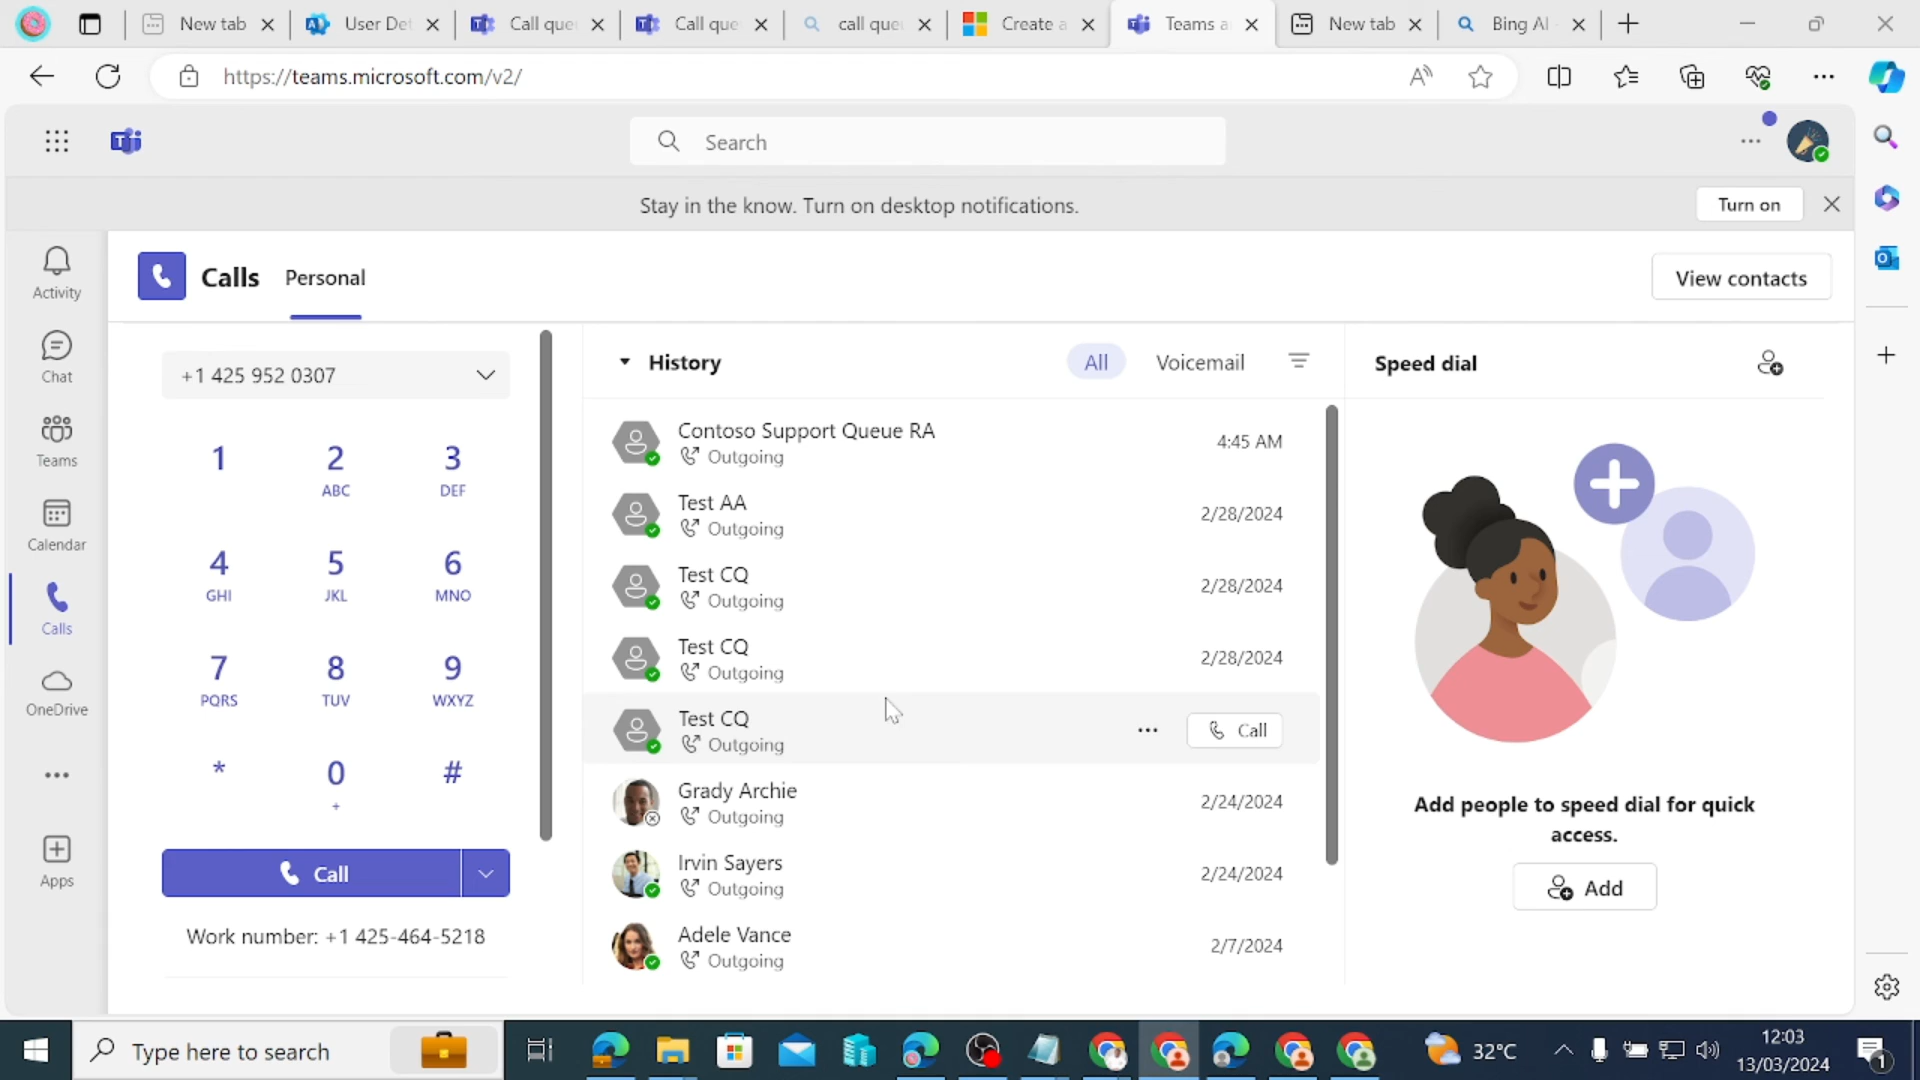 New tab
User Det
Call que
Call que
call que
Create a
Teams a
New tab
Bing AI
https://teams.microsoft.com/v2/
Search
Stay in the know. Turn on desktop notifications.
Turn on
Activity
Chat
Teams
Calendar
Calls
OneDrive
Apps
Calls
Personal
View contacts
+1 425 952 0307
1
2
3
ABC
DEF
4
5
6
GHI
JKL
MNO
7
8
9
PQRS
TUV
WXYZ
*
0
#
+
Call
Work number: +1 425-464-5218
History
All
Voicemail
Contoso Support Queue RA
Outgoing
4:45 AM
Test AA
Outgoing
2/28/2024
Test CQ
Outgoing
2/28/2024
Test CQ
Outgoing
2/28/2024
Test CQ
Outgoing
Call
Grady Archie
Outgoing
2/24/2024
Irvin Sayers
Outgoing
2/24/2024
Adele Vance
Outgoing
2/7/2024
Speed dial
Add people to speed dial for quick
access.
Add
Type here to search
32°C
12:03
13/03/2024
1